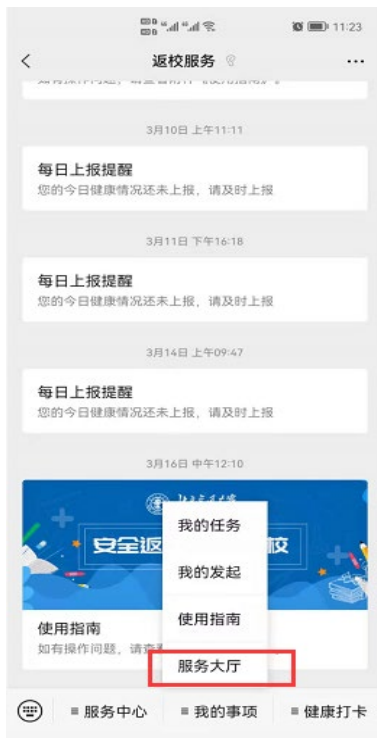 11:23
返校服务
3月10日 上午11:11
每日上报提醒
您的今日健康情况还未上报，请及时上报
3月11日 下午16:18
每日上报提醒
您的今日健康情况还未上报，请及时上报
3月14日 上午09:47
每日上报提醒
您的今日健康情况还未上报，请及时上报
3月16日 中午12:10
安全返
校
我的任务
我的发起
使用指南
服务大厅
使用指南
如有操作问题，请查
服务中心
我的事项
健康打卡